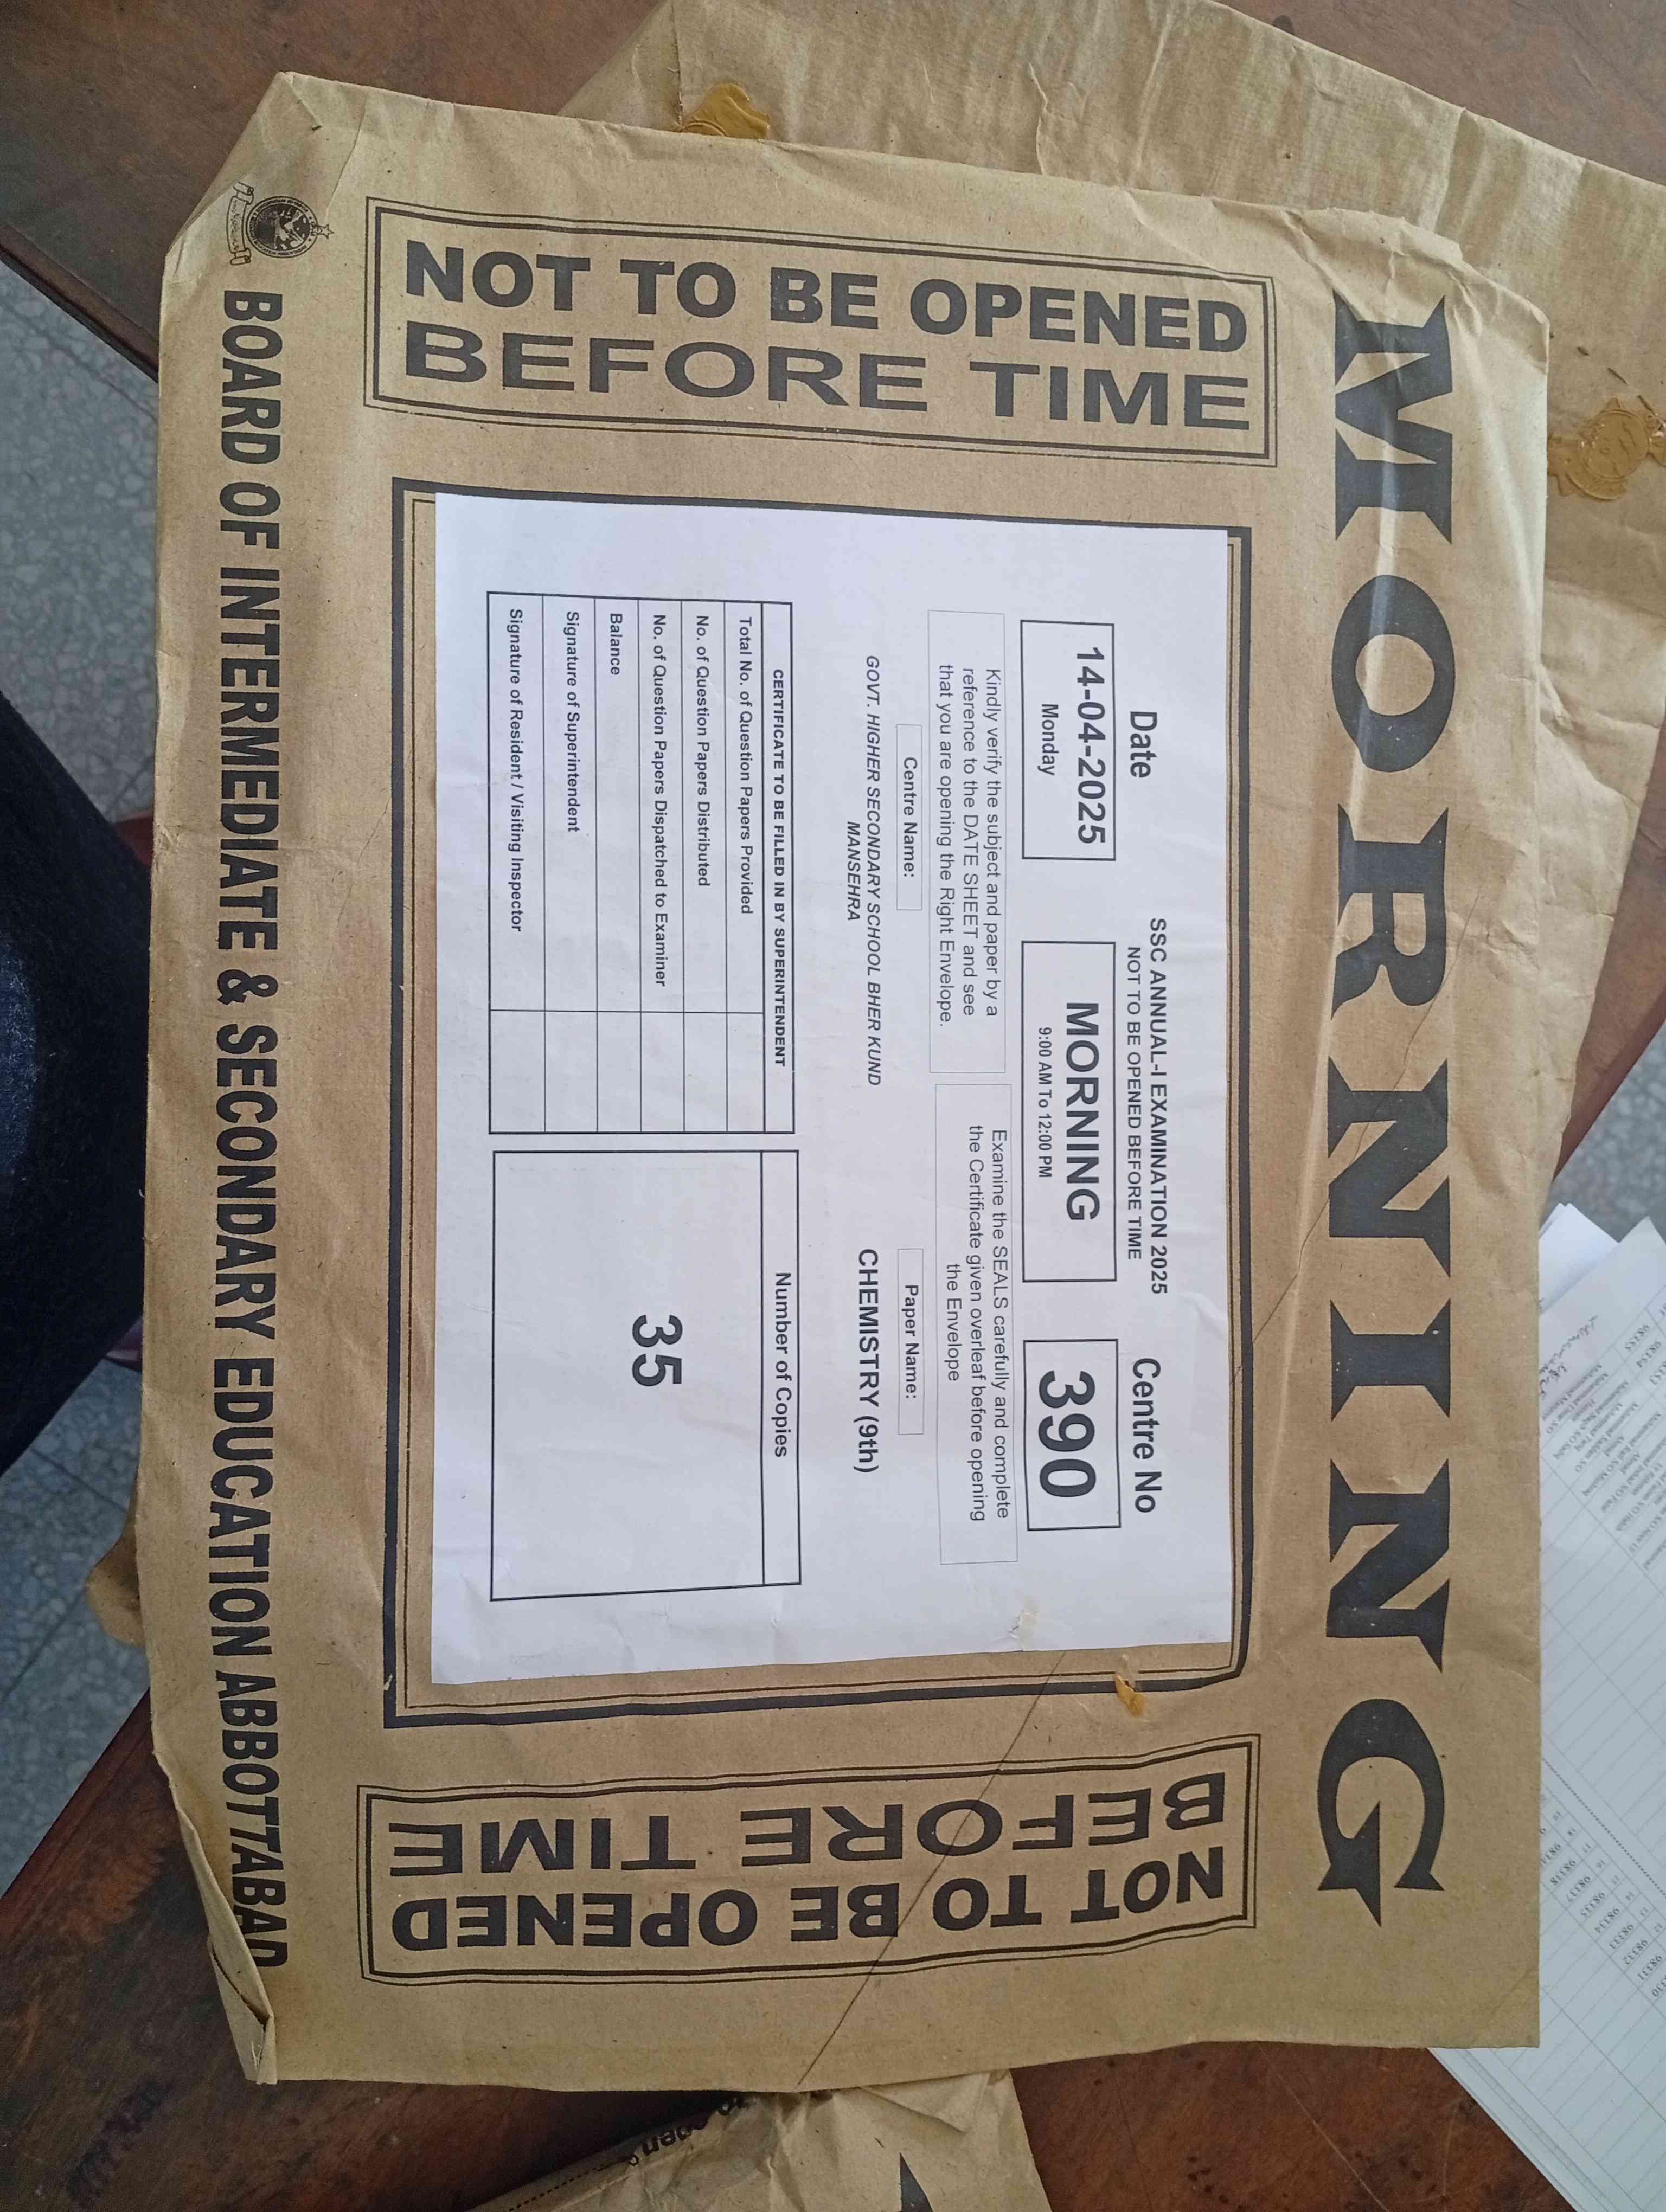 MORNING
NOT TO BE OPENED
BEFORE TIME
Date
14-04-2025
Monday
SSC ANNUAL-I EXAMINATION 2025
NOT TO BE OPENED BEFORE TIME
MORNING
9:00 AM To 12:00 PM
Centre No
390
Kindly verify the subject and paper by a
reference to the DATE SHEET and see
that you are opening the Right Envelope.
Examine the SEALS carefully and complete
the Certificate given overleaf before opening
the Envelope
Centre Name:
GOVT. HIGHER SECONDARY SCHOOL BHER KUND
MANSEHRA
Paper Name:
CHEMISTRY (9th)
CERTIFICATE TO BE FILLED IN BY SUPERINTENDENT
Total No. of Question Papers Provided
No. of Question Papers Distributed
No. of Question Papers Dispatched to Examiner
Balance
Signature of Superintendent
Signature of Resident / Visiting Inspector
Number of Copies
35
NOT TO BE OPENED
BEFORE TIME
BOARD OF INTERMEDIATE & SECONDARY EDUCATION ABBOTTABAD